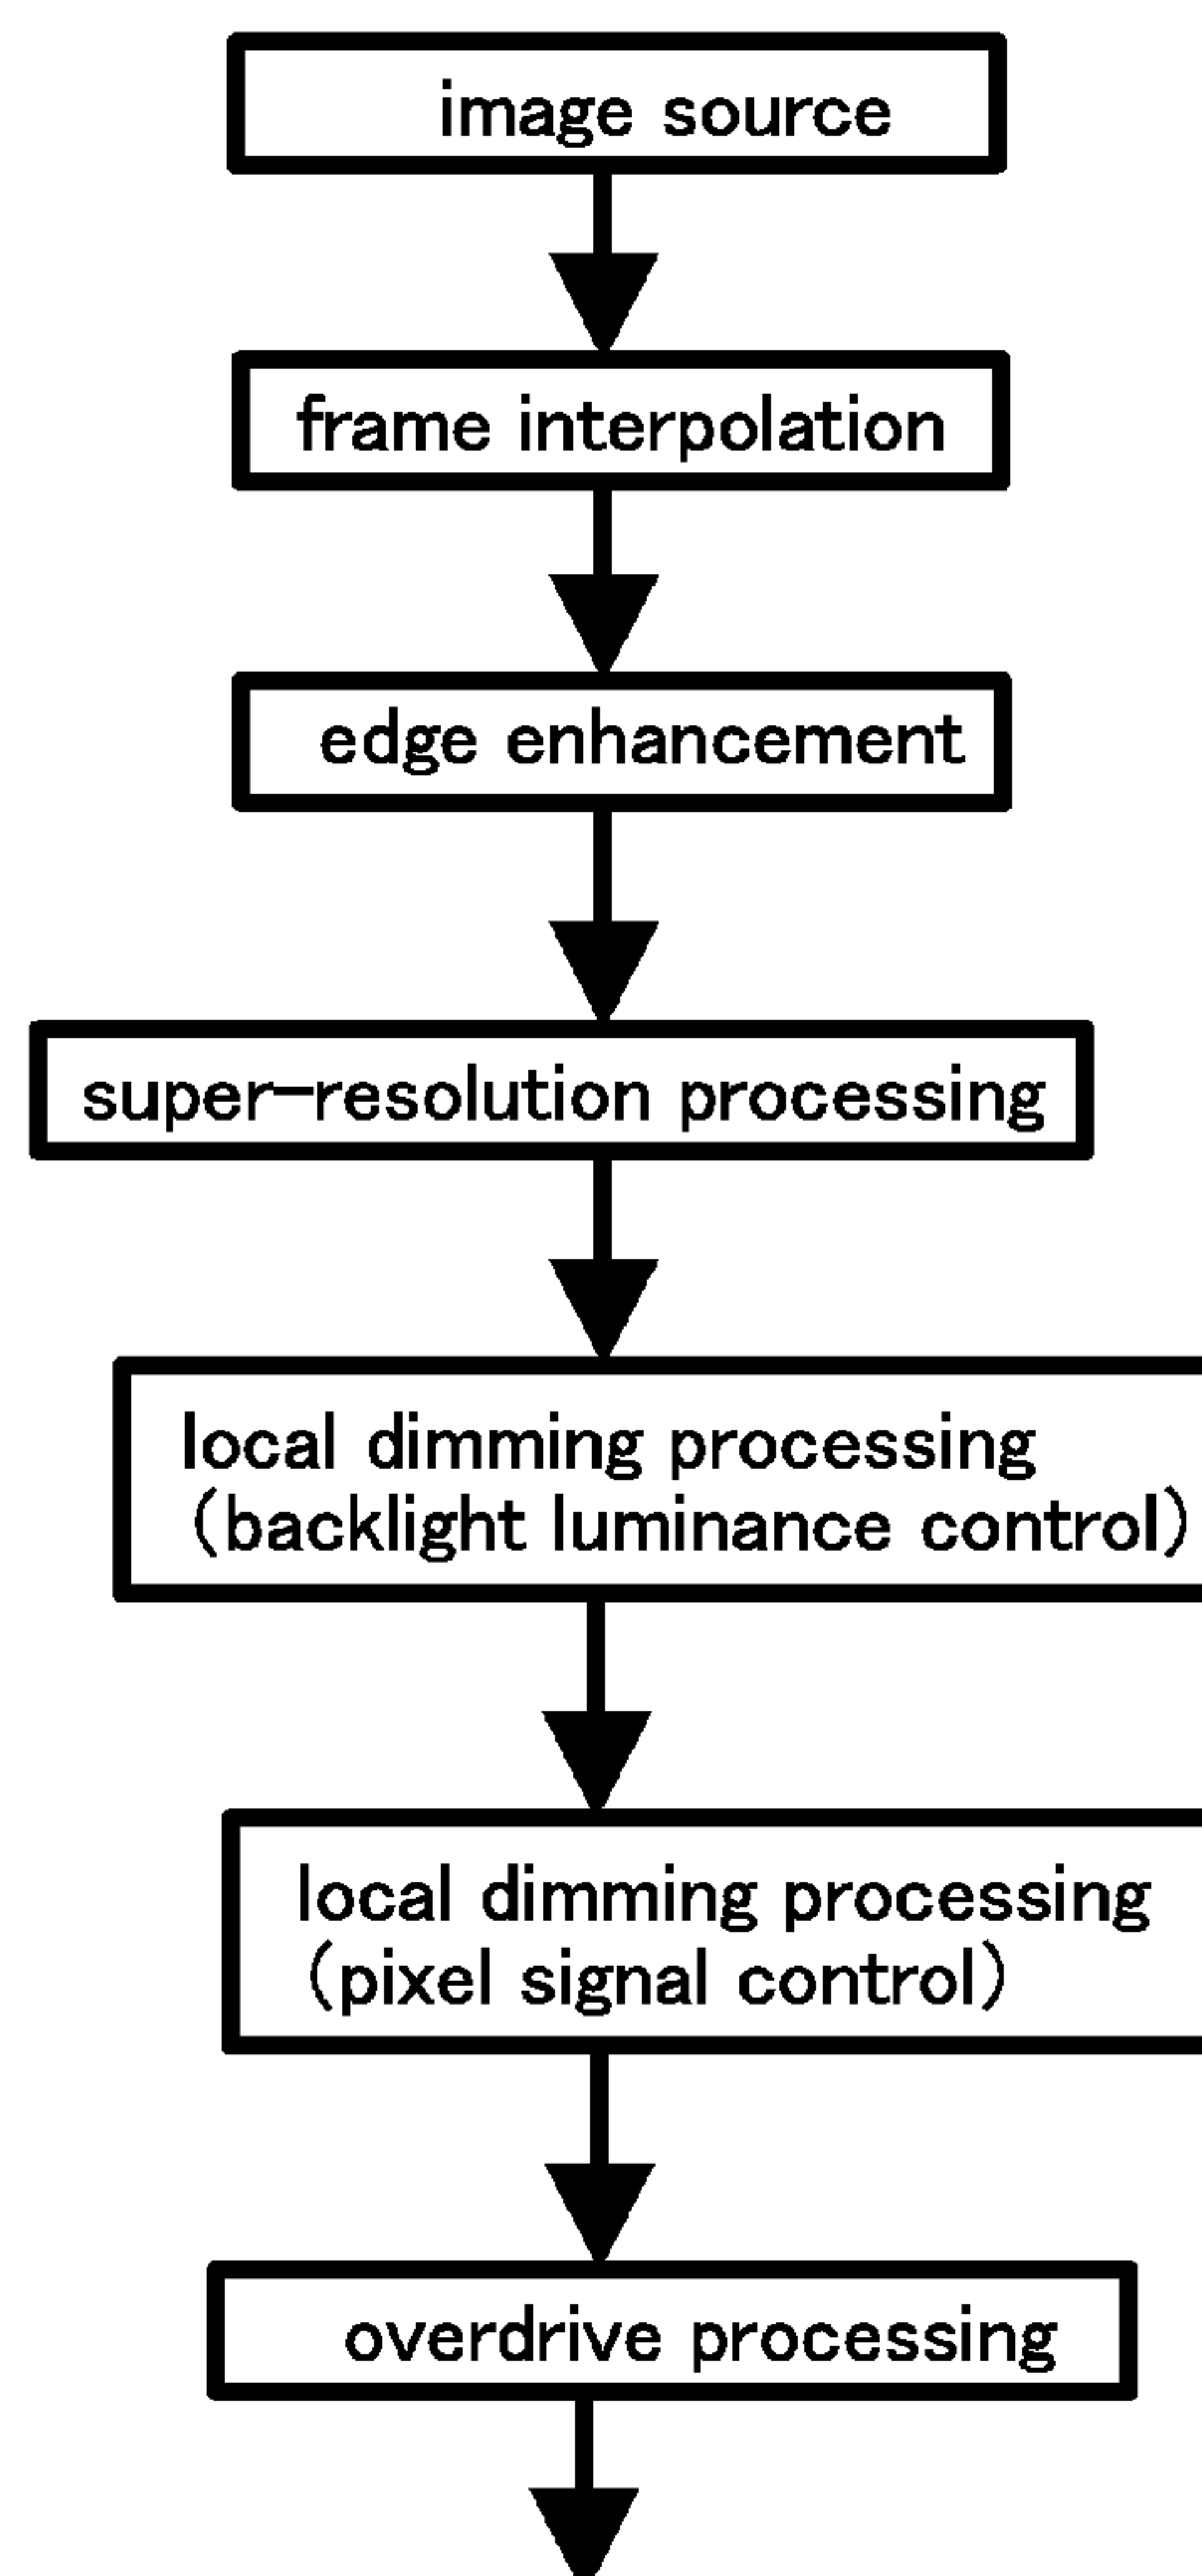 image source
frame interpolation
edge enhancement
super-resolution processing
local dimming processing
(backlight luminance control)
local dimming processing
(pixel signal control)
overdrive processing